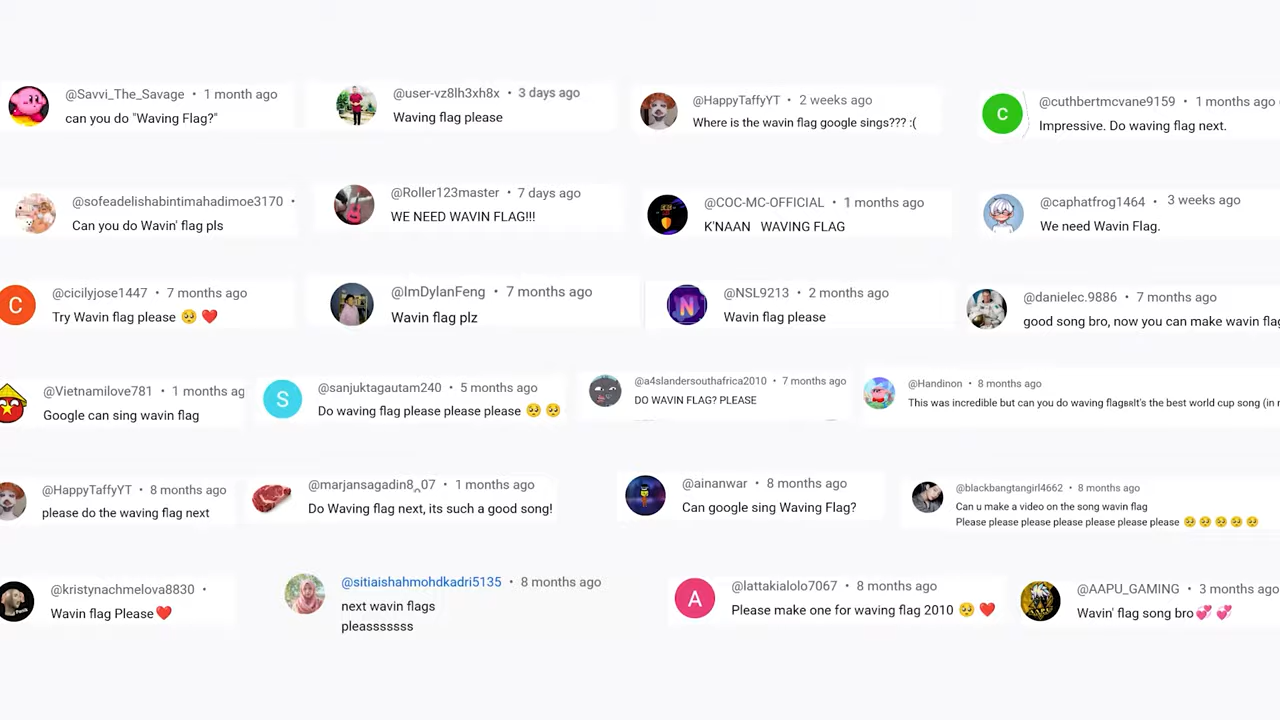 @Savvi_The_Savage • 1 month ago
can you do "Waving Flag?"
@user-vz8lh3xh8x • 3 days ago
Waving flag please
@HappyTaffyYT • 2 weeks ago
Where is the wavin flag google sings??? :(
@cuthbertmcvane9159 • 1 months ago
Impressive. Do waving flag next.
@sofeadelishabintimahadimoe3170 •
Can you do Wavin' flag pls
@Roller123master • 7 days ago
WE NEED WAVIN FLAG!!!
@COC-MC-OFFICIAL • 1 months ago
K'NAAN WAVING FLAG
@caphatfrog1464 • 3 weeks ago
We need Wavin Flag.
@cicilyjose1447 • 7 months ago
Try Wavin flag please 🥺 ❤️
@ImDylanFeng • 7 months ago
Wavin flag plz
@NSL9213 • 2 months ago
Wavin flag please
@danielec.9886 • 7 months ago
good song bro, now you can make wavin flag
@Vietnamilove781 • 1 months ag
Google can sing wavin flag
@sanjuktagautam240 • 5 months ago
Do waving flag please please please 🥺 🥺
@a4slandersouthafrica2010 • 7 months ago
DO WAVIN FLAG? PLEASE
@Handinon • 8 months ago
This was incredible but can you do waving flag It's the best world cup song (in
@HappyTaffyYT • 8 months ago
please do the waving flag next
@marjansagadin8_07 • 1 months ago
Do Waving flag next, its such a good song!
@ainanwar • 8 months ago
Can google sing Waving Flag?
@blackbangtangirl4662 • 8 months ago
Can u make a video on the song wavin flag
Please please please please please please please 🥺 🥺 🥺 🥺 🥺
@kristynachmelova8830 •
Wavin flag Please❤️
@sitiaishahmohdkadri5135 • 8 months ago
next wavin flags
pleasssssss
@lattakialolo7067 • 8 months ago
Please make one for waving flag 2010 🥺 ❤️
@AAPU_GAMING • 3 months ago
Wavin' flag song bro💞 💞